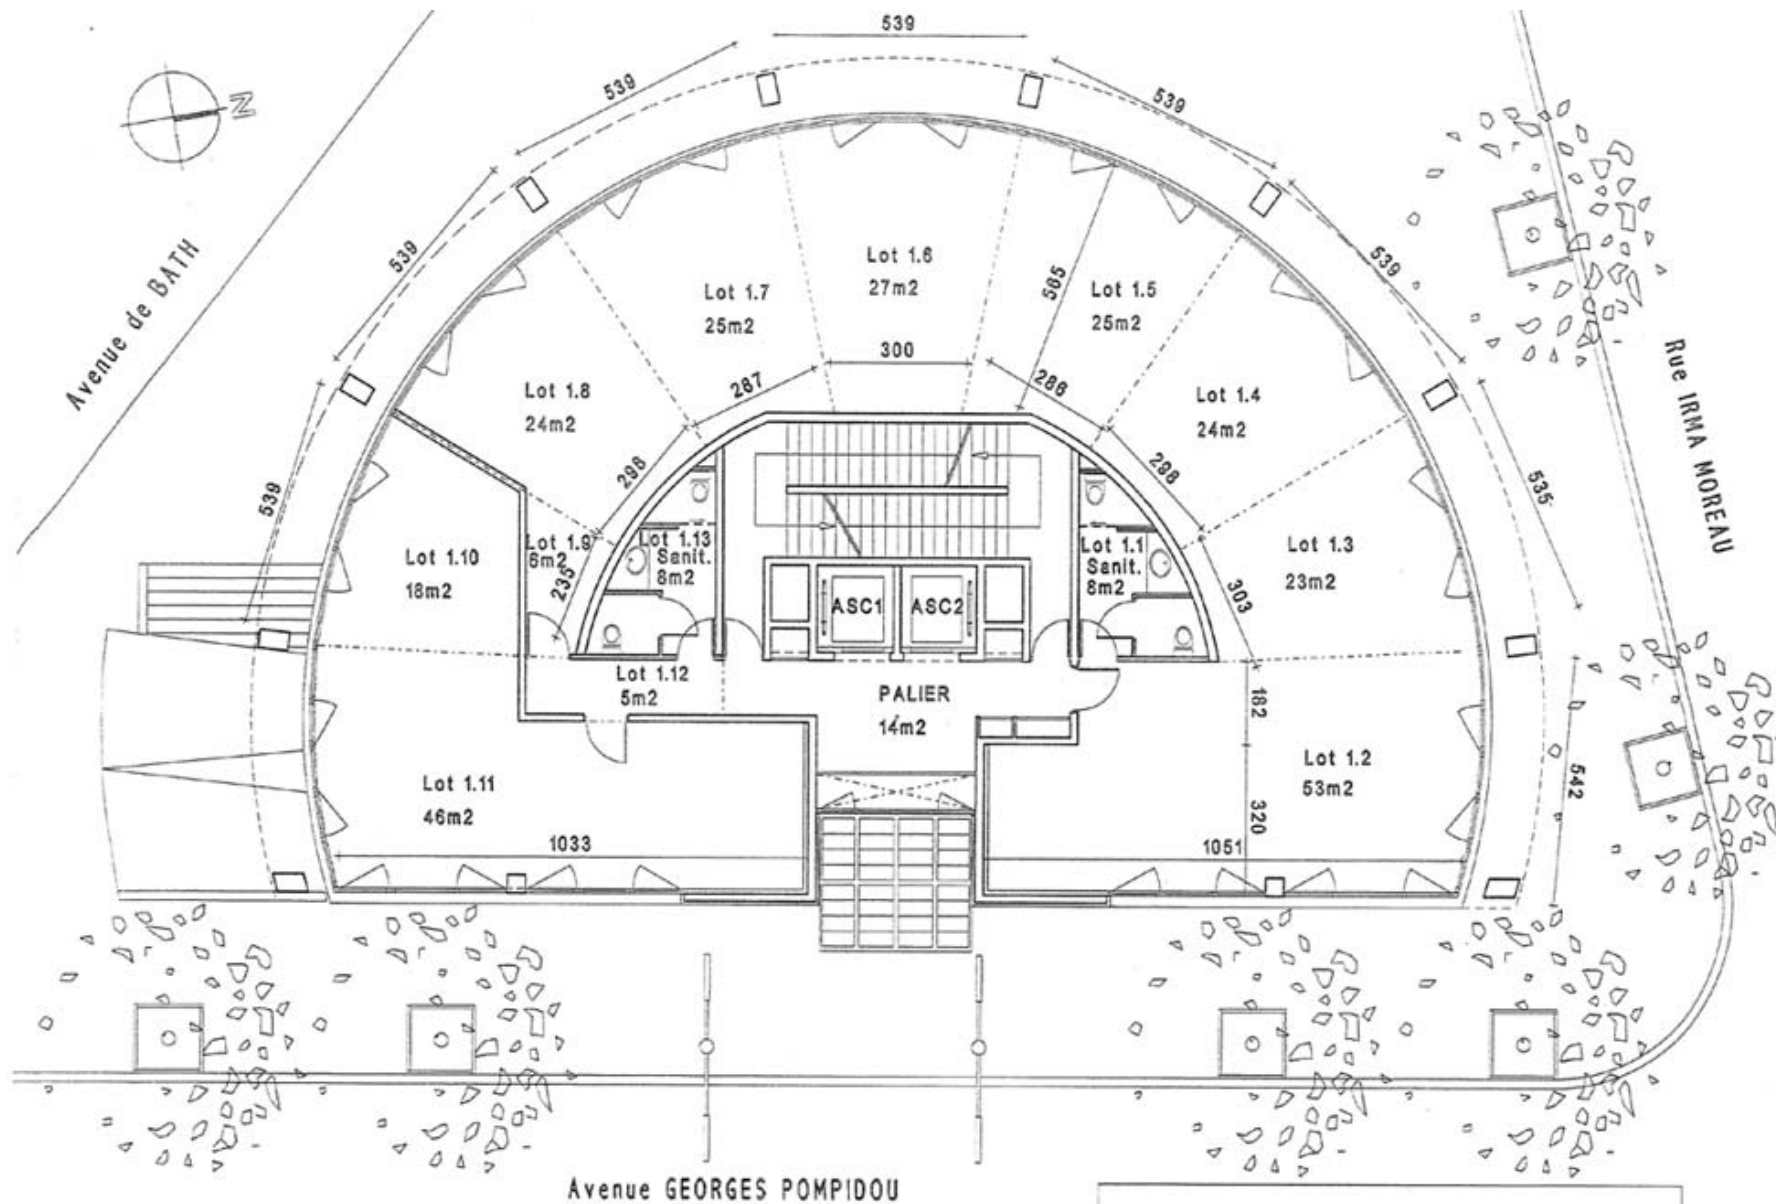 539
539
539
N
539
539
Avenue de BATH
539
539
Lot 1.6
27m2
Lot 1.7
25m2
565
Lot 1.5
25m2
Rue IRMA MOREAU
300
287
286
Lot 1.8
24m2
Lot 1.4
24m2
298
298
535
Lot 1.10
18m2
Lot 1.9
6m2
235
Lot 1.13
Sanit.
8m2
ASC1
ASC2
Lot 1.1
Sanit.
8m2
303
Lot 1.3
23m2
Lot 1.12
5m2
PALIER
14m2
182
Lot 1.2
53m2
542
Lot 1.11
46m2
320
1033
1051
Avenue GEORGES POMPIDOU